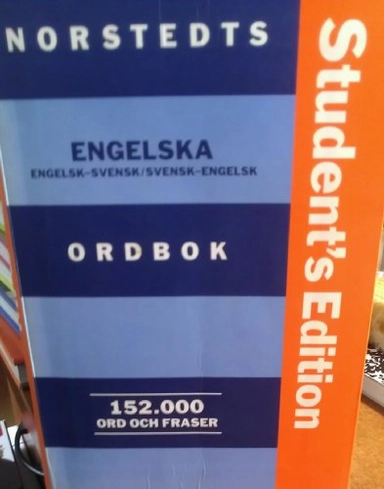 NORSTEDTS
ENGELSKA
ENGELSK–SVENSK/SVENSK–ENGELSK
ORDBOK
152.000
ORD OCH FRASER
Student's Edition